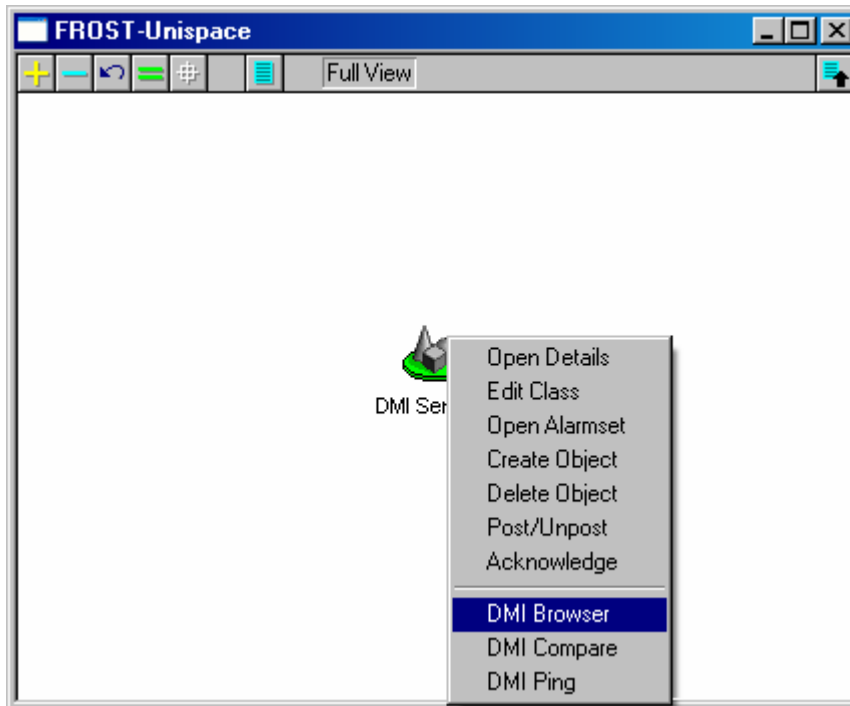 FROST-Unispace
Full View
Open Details
Edit Class
DMI Ser
Open Alarmset
Create Object
Delete Object
Post/Unpost
Acknowledge
DMI Browser
DMI Compare
DMI Ping